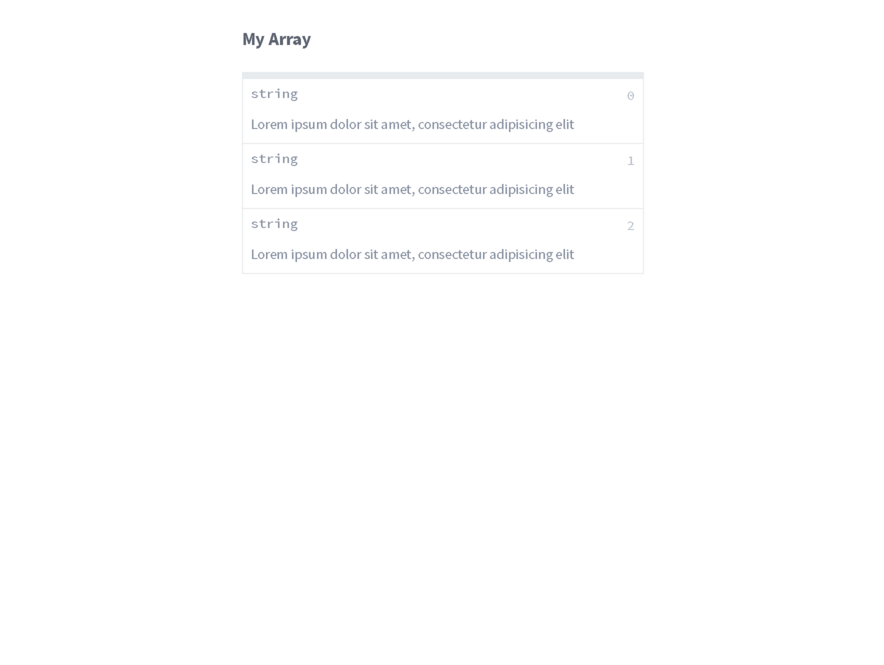 My Array
string 0
Lorem ipsum dolor sit amet, consectetur adipisicing elit
string 1
Lorem ipsum dolor sit amet, consectetur adipisicing elit
string 2
Lorem ipsum dolor sit amet, consectetur adipisicing elit